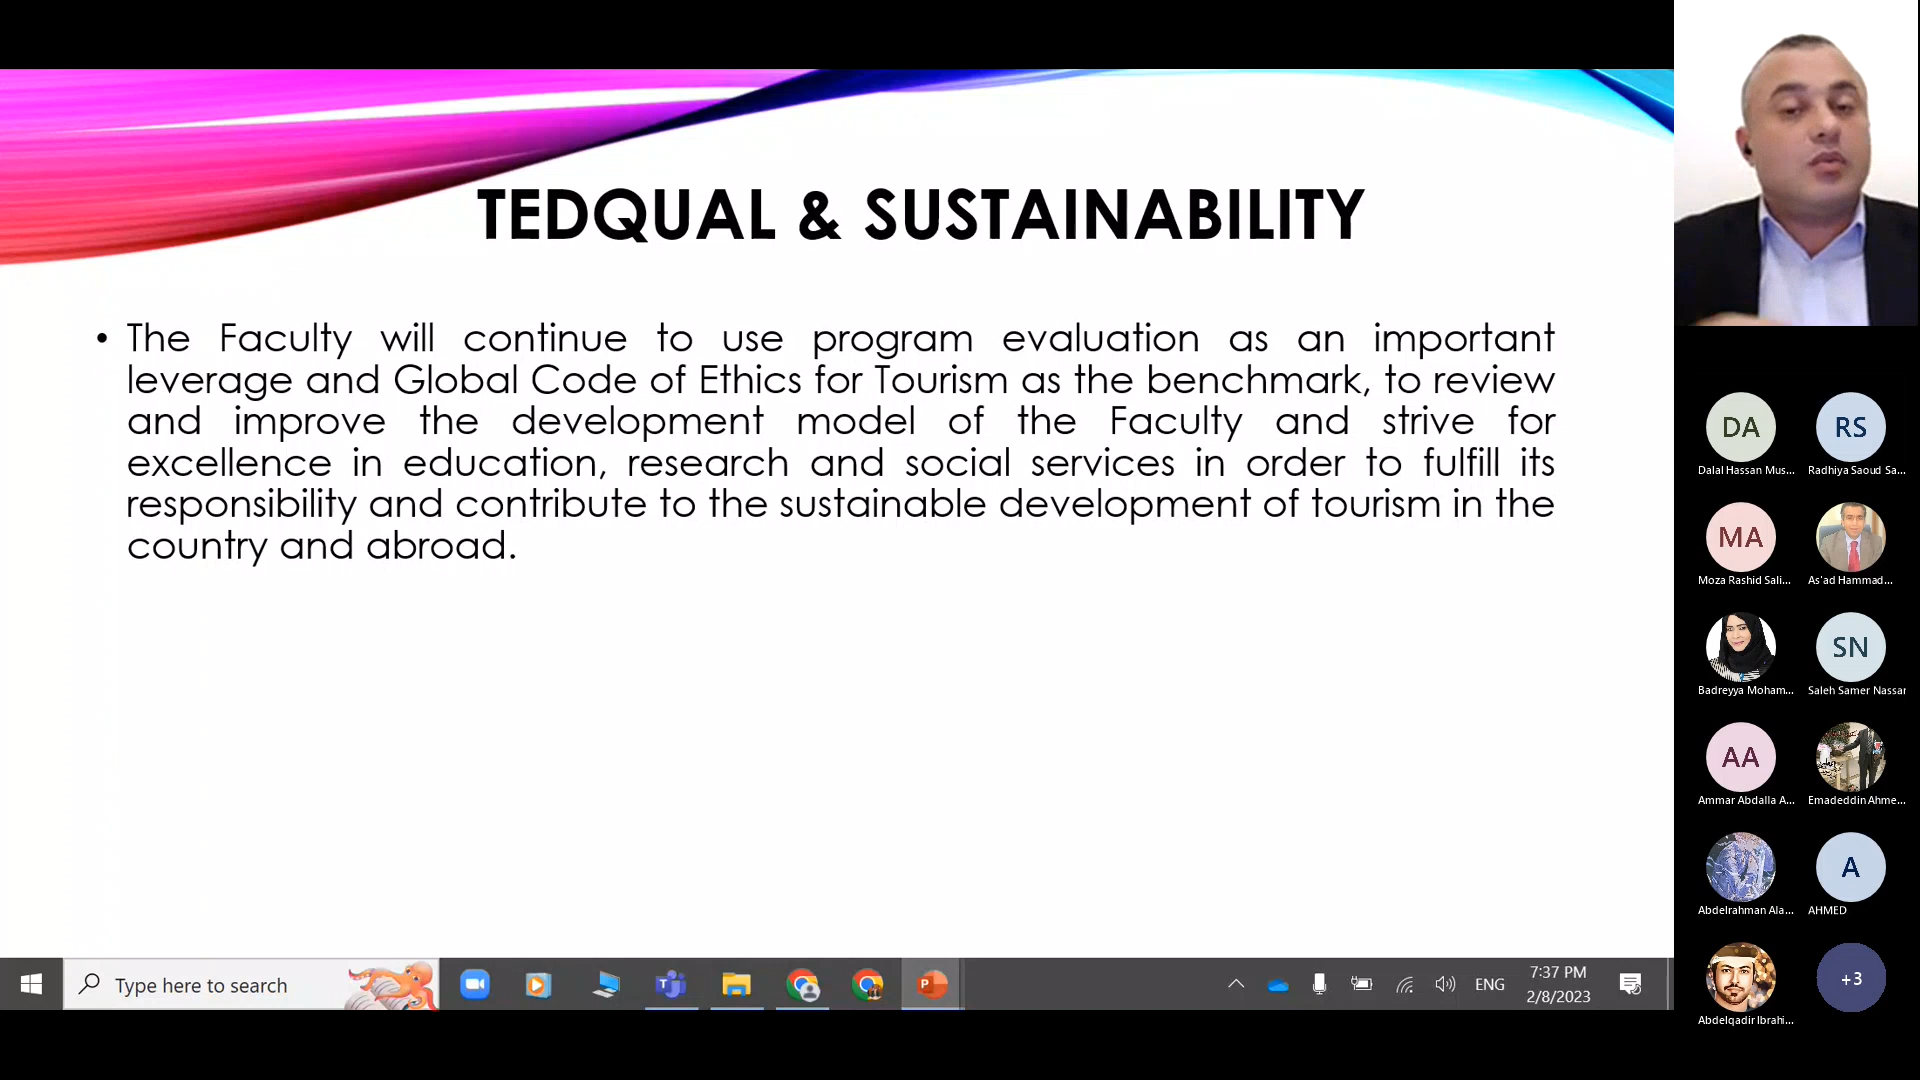 TEDQUAL & SUSTAINABILITY
• The Faculty will continue to use program evaluation as an important
leverage and Global Code of Ethics for Tourism as the benchmark, to review
and improve the development model of the Faculty and strive for
excellence in education, research and social services in order to fulfill its
responsibility and contribute to the sustainable development of tourism in the
country and abroad.
DA
RS
Dalal Hassan Mus...
Radhiya Saoud Sa...
MA
Moza Rashid Sali...
As'ad Hammad...
SN
Badreyya Moham...
Saleh Samer Nassar
AA
Ammar Abdalla A...
Emadeddin Ahme...
A
Abdelrahman Ala...
AHMED
+3
Abdelqadir Ibrahi...
Type here to search
ENG
7:37 PM
2/8/2023